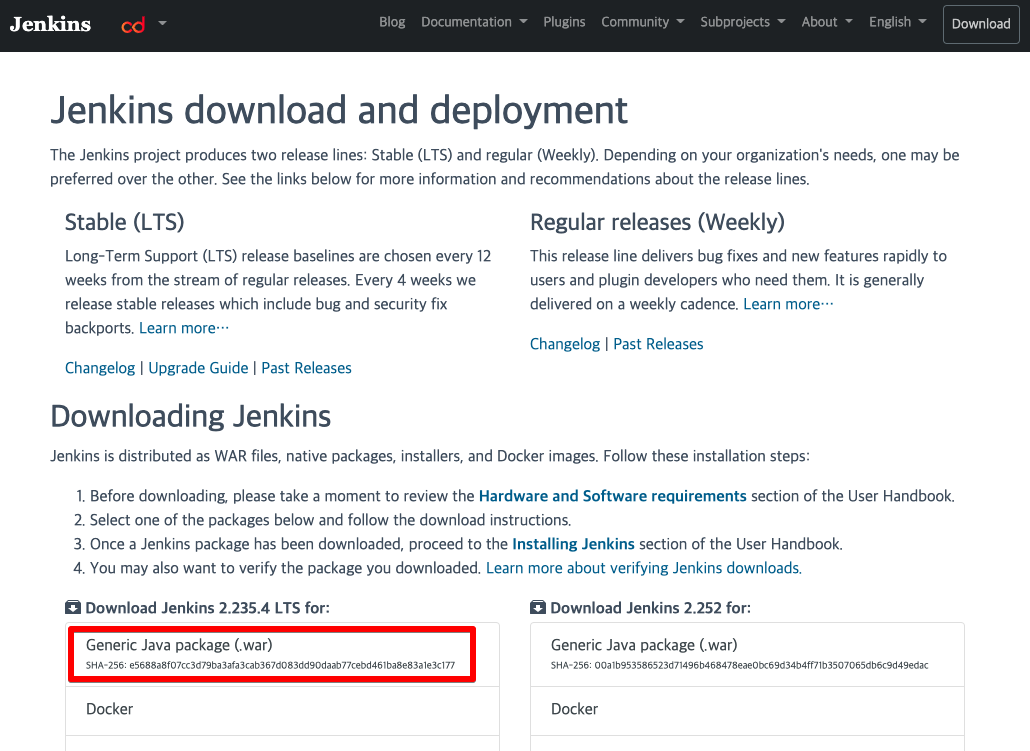 Jenkins cd Blog Documentation Plugins Community Subprojects About English Download
Jenkins download and deployment
The Jenkins project produces two release lines: Stable (LTS) and regular (Weekly). Depending on your organization's needs, one may be
preferred over the other. See the links below for more information and recommendations about the release lines.
Stable (LTS)
Long-Term Support (LTS) release baselines are chosen every 12
weeks from the stream of regular releases. Every 4 weeks we
release stable releases which include bug and security fix
backports. Learn more…
Changelog | Upgrade Guide | Past Releases
Regular releases (Weekly)
This release line delivers bug fixes and new features rapidly to
users and plugin developers who need them. It is generally
delivered on a weekly cadence. Learn more…
Changelog | Past Releases
Downloading Jenkins
Jenkins is distributed as WAR files, native packages, installers, and Docker images. Follow these installation steps:
1. Before downloading, please take a moment to review the Hardware and Software requirements section of the User Handbook.
2. Select one of the packages below and follow the download instructions.
3. Once a Jenkins package has been downloaded, proceed to the Installing Jenkins section of the User Handbook.
4. You may also want to verify the package you downloaded. Learn more about verifying Jenkins downloads.
Download Jenkins 2.235.4 LTS for:
Generic Java package (.war)
SHA-256: e5688a8f07cc3d79ba3afa3cab367d083dd90daab77cebd461ba8e83a1e3c177
Docker
Download Jenkins 2.252 for:
Generic Java package (.war)
SHA-256: 00a1b953586523d71496b468478eae0bc69d34b4ff71b3507065db6c9d49edac
Docker